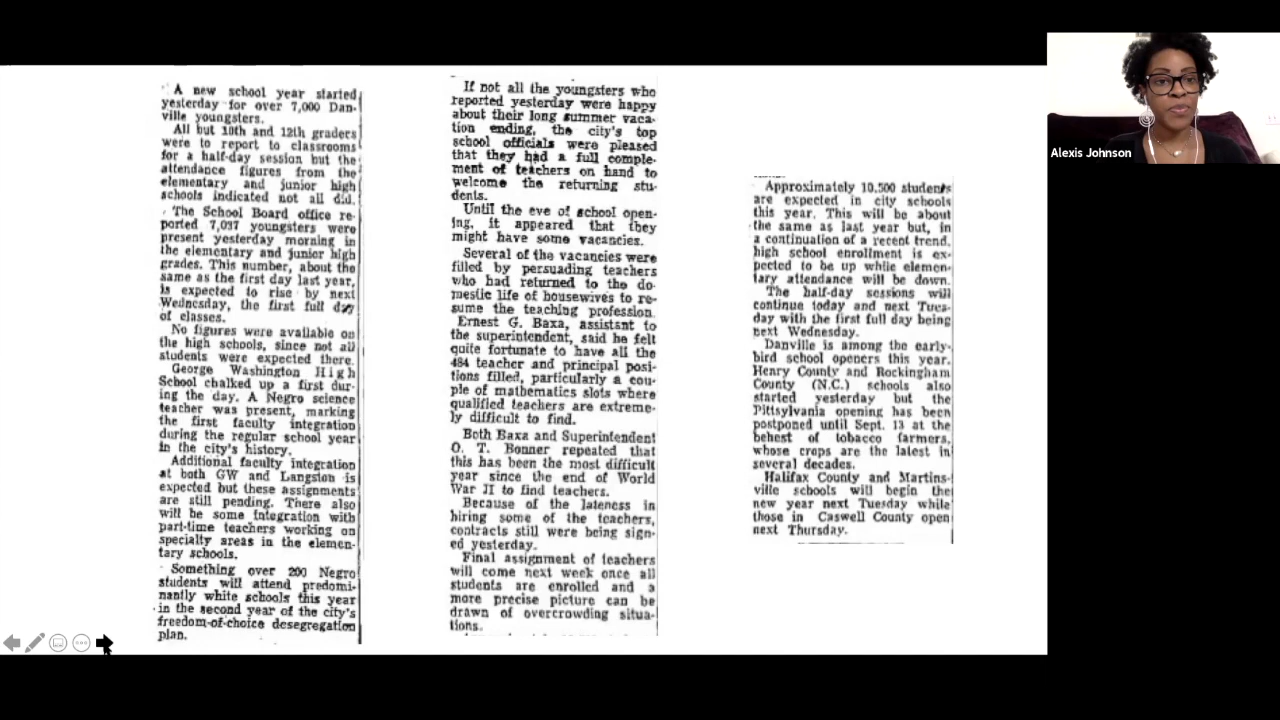 A new school year started
yesterday for over 7,000 Dan-
ville youngsters.
All but 10th and 12th graders
were to report to classrooms
for a half-day session but the
attendance figures from the
elementary and junior high
schools indicated not all did.
The School Board office re-
ported 7,037 youngsters were
present yesterday morning in
the elementary and junior high
grades. This number, about the
same as the first day last year,
is expected to rise by next
Wednesday, the first full day
of classes.
No figures were available on
the high schools, since not all
students were expected there.
George Washington High
School chalked up a first dur-
ing the day. A Negro science
teacher was present, marking
the first faculty integration
during the regular school year
in the city's history.
Additional faculty integration
at both GW and Langston is
expected but these assignments
are still pending. There also
will be some integration with
part-time teachers working on
specialty areas in the elemen-
tary schools.
Something over 200 Negro
students will attend predomi-
nantly white schools this year
in the second year of the city's
freedom-of-choice desegregation
plan.
If not all the youngsters who
reported yesterday were happy
about their long summer vaca-
tion ending, the city's top
school officials were pleased
that they had a full comple-
ment of teachers on hand to
welcome the returning stu-
dents.
Until the eve of school open-
ing, it appeared that they
might have some vacancies.
Several of the vacancies were
filled by persuading teachers
who had returned to the do-
mestic life of housewives to re-
sume the teaching profession.
Ernest G. Baxa, assistant to
the superintendent, said he felt
quite fortunate to have all the
484 teacher and principal posi-
tions filled, particularly a cou-
ple of mathematics slots where
qualified teachers are extreme-
ly difficult to find.
Both Baxa and Superintendent
O. T. Bonner repeated that
this has been the most difficult
year since the end of World
War II to find teachers.
Because of the lateness in
hiring some of the teachers,
contracts still were being sign-
ed yesterday.
Final assignment of teachers
will come next week once all
students are enrolled and a
more precise picture can be
drawn of overcrowding situa-
tions.
Approximately 10,500 students
are expected in city schools
this year. This will be about
the same as last year but, in
a continuation of a recent trend,
high school enrollment is ex-
pected to be up while elemen-
tary attendance will be down.
The half-day sessions will
continue today and next Tues-
day with the first full day being
next Wednesday.
Danville is among the early-
bird school openers this year.
Henry County and Rockingham
County (N.C.) schools also
started yesterday but the
Pittsylvania opening has been
postponed until Sept. 13 at the
behest of tobacco farmers,
whose crops are the latest in
several decades.
Halifax County and Martins-
ville schools will begin the
new year next Tuesday while
those in Caswell County open
next Thursday.
Alexis Johnson